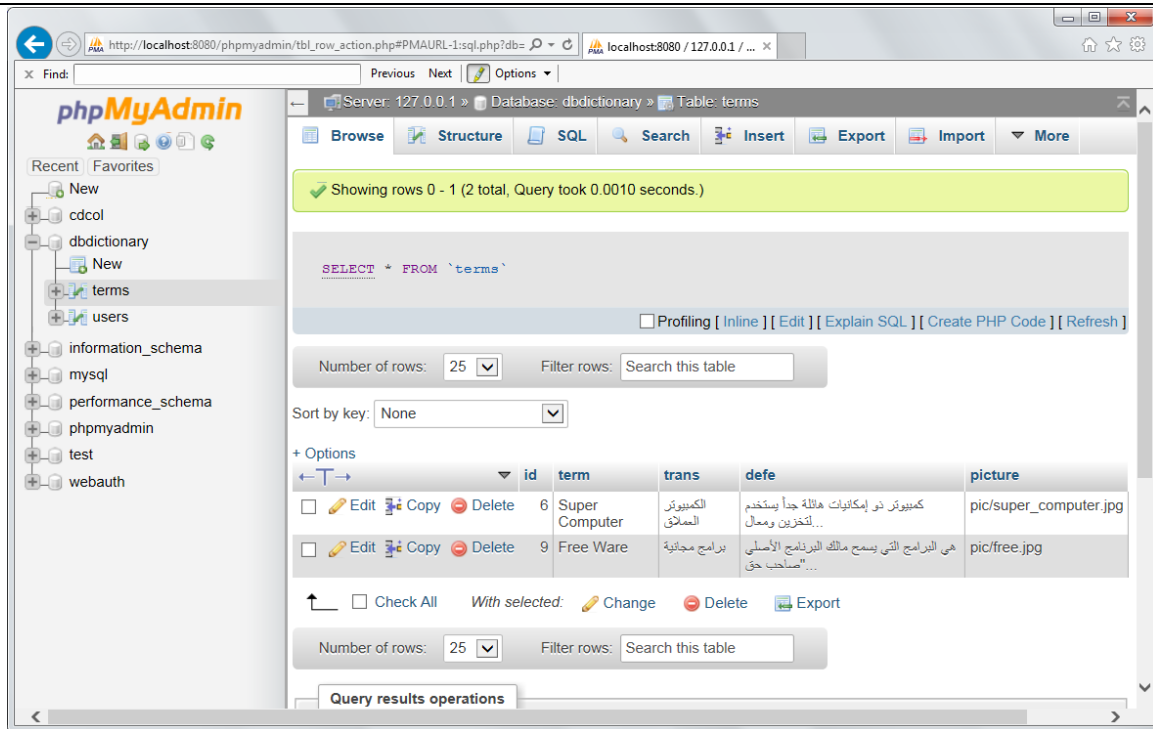 http://localhost:8080/phpmyadmin/tbl_row_action.php#PMAURL-1:sql.php?db=
PMA localhost:8080 / 127.0.0.1 / ... ×
x Find: Previous Next Options ▼
phpMyAdmin
Recent Favorites
New
cdcol
dbdictionary
New
terms
users
information_schema
mysql
performance_schema
phpmyadmin
test
webauth
Server: 127.0.0.1 » Database: dbdictionary » Table: terms
Browse Structure SQL Search Insert Export Import ▼ More
Showing rows 0 - 1 (2 total, Query took 0.0010 seconds.)
SELECT * FROM `terms`
Profiling [ Inline ] [ Edit ] [ Explain SQL ] [ Create PHP Code ] [ Refresh ]
Number of rows: 25 Filter rows: Search this table
Sort by key: None
+ Options
←T→ ▼ id term trans defe picture
Edit Copy Delete 6 Super Computer الكمبيوتر العملاق كمبيوتر ذو إمكانيات هائلة جداً يستخدم لتخزين ومعال... pic/super_computer.jpg
Edit Copy Delete 9 Free Ware برامج مجانية هي البرامج التي يسمح مالك البرنامج الأصلي "صاحب حق... pic/free.jpg
Check All With selected: Change Delete Export
Number of rows: 25 Filter rows: Search this table
Query results operations